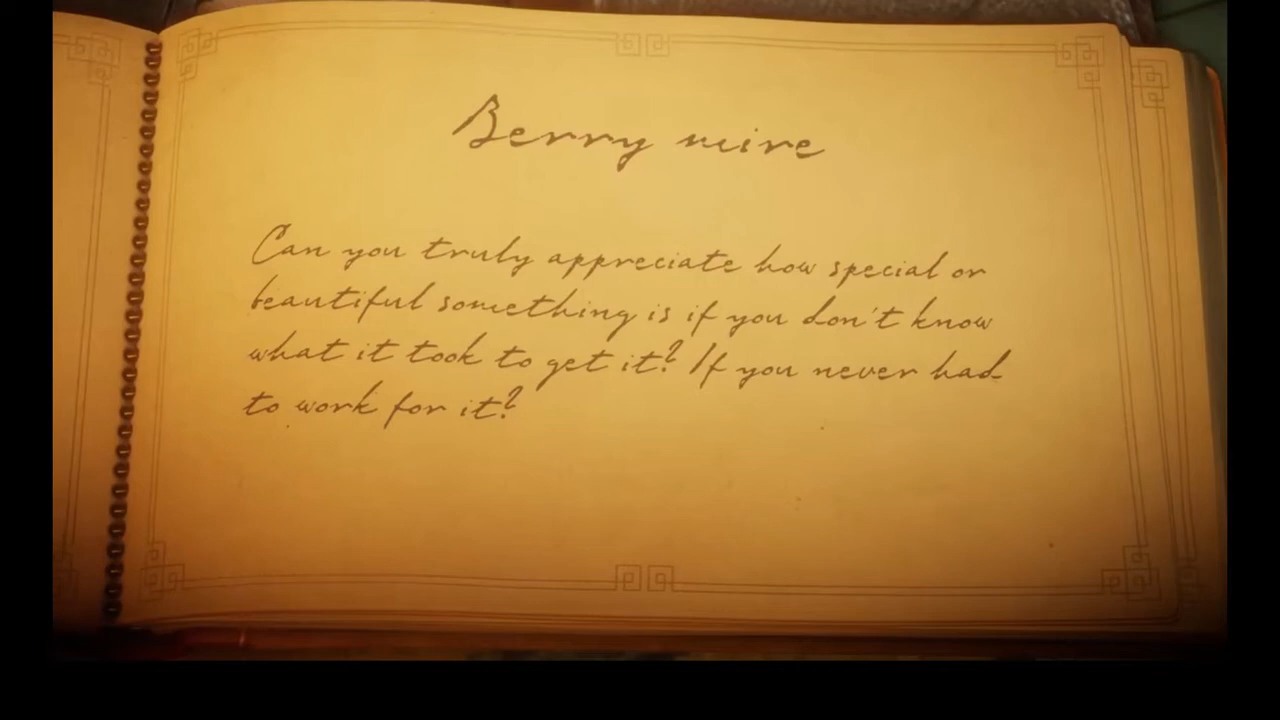 Berry mire
Can you truly appreciate how special or
beautiful something is if you don't know
what it took to get it? If you never had
to work for it?